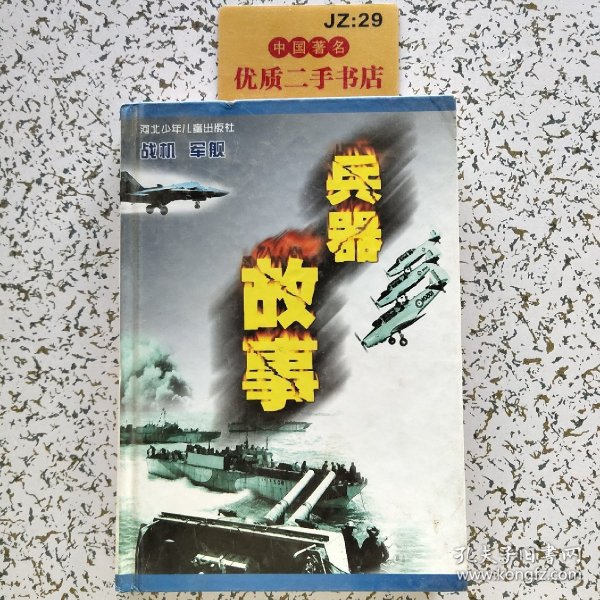 JZ:29
中国著名
优质二手书店
河北少年儿童出版社
战机 军舰
兵器
故事
孔夫子旧书网
www.kongfz.com